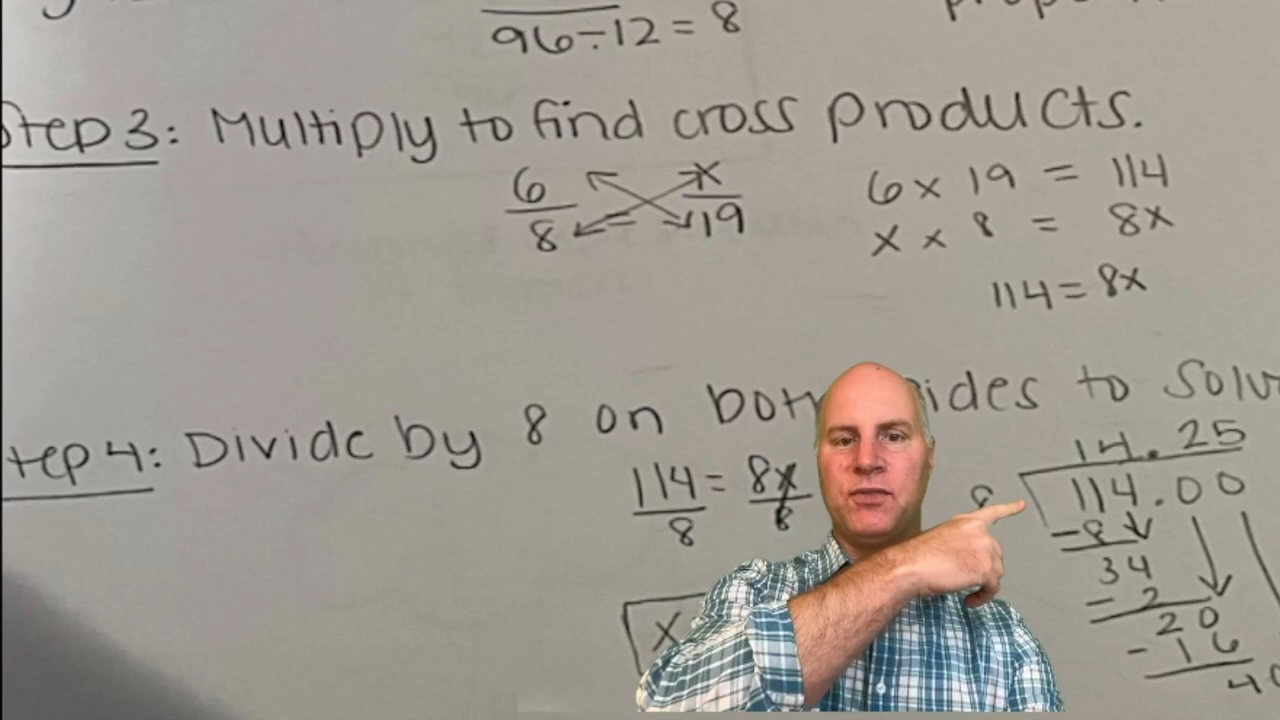 96÷12 = 8
Step 3: Multiply to find cross products.
6/8 = x/19
6 x 19 = 114
x x 8 = 8x
114 = 8x
Step 4: Divide by 8 on both sides to
114/8 = 8x/8
14.25
8 114.00
-8
34
- 2
20
- 16
40
x